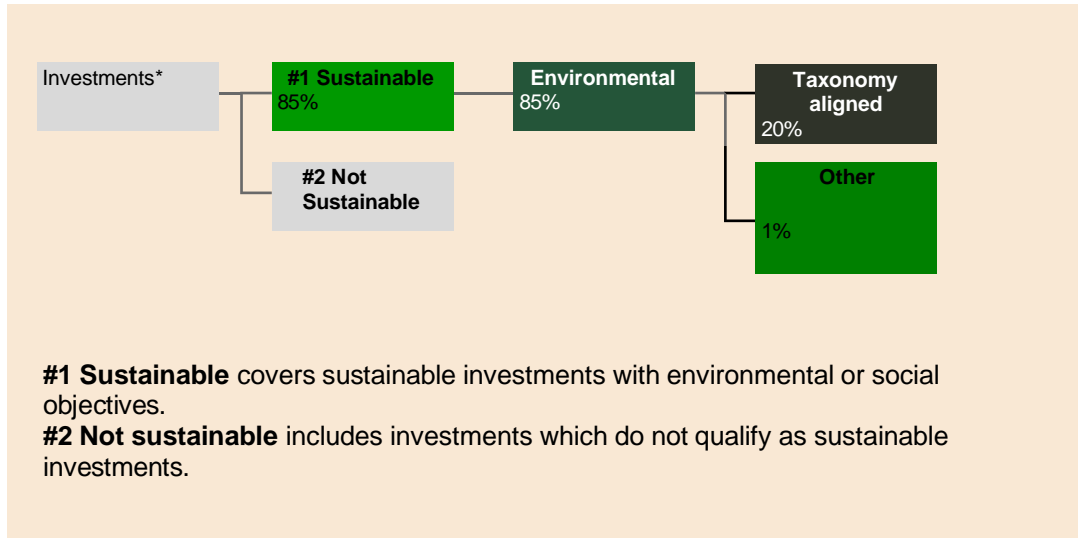 Investments*
#1 Sustainable
85%
Environmental
85%
Taxonomy
aligned
20%
#2 Not
Sustainable
Other
1%
#1 Sustainable covers sustainable investments with environmental or social
objectives.
#2 Not sustainable includes investments which do not qualify as sustainable
investments.